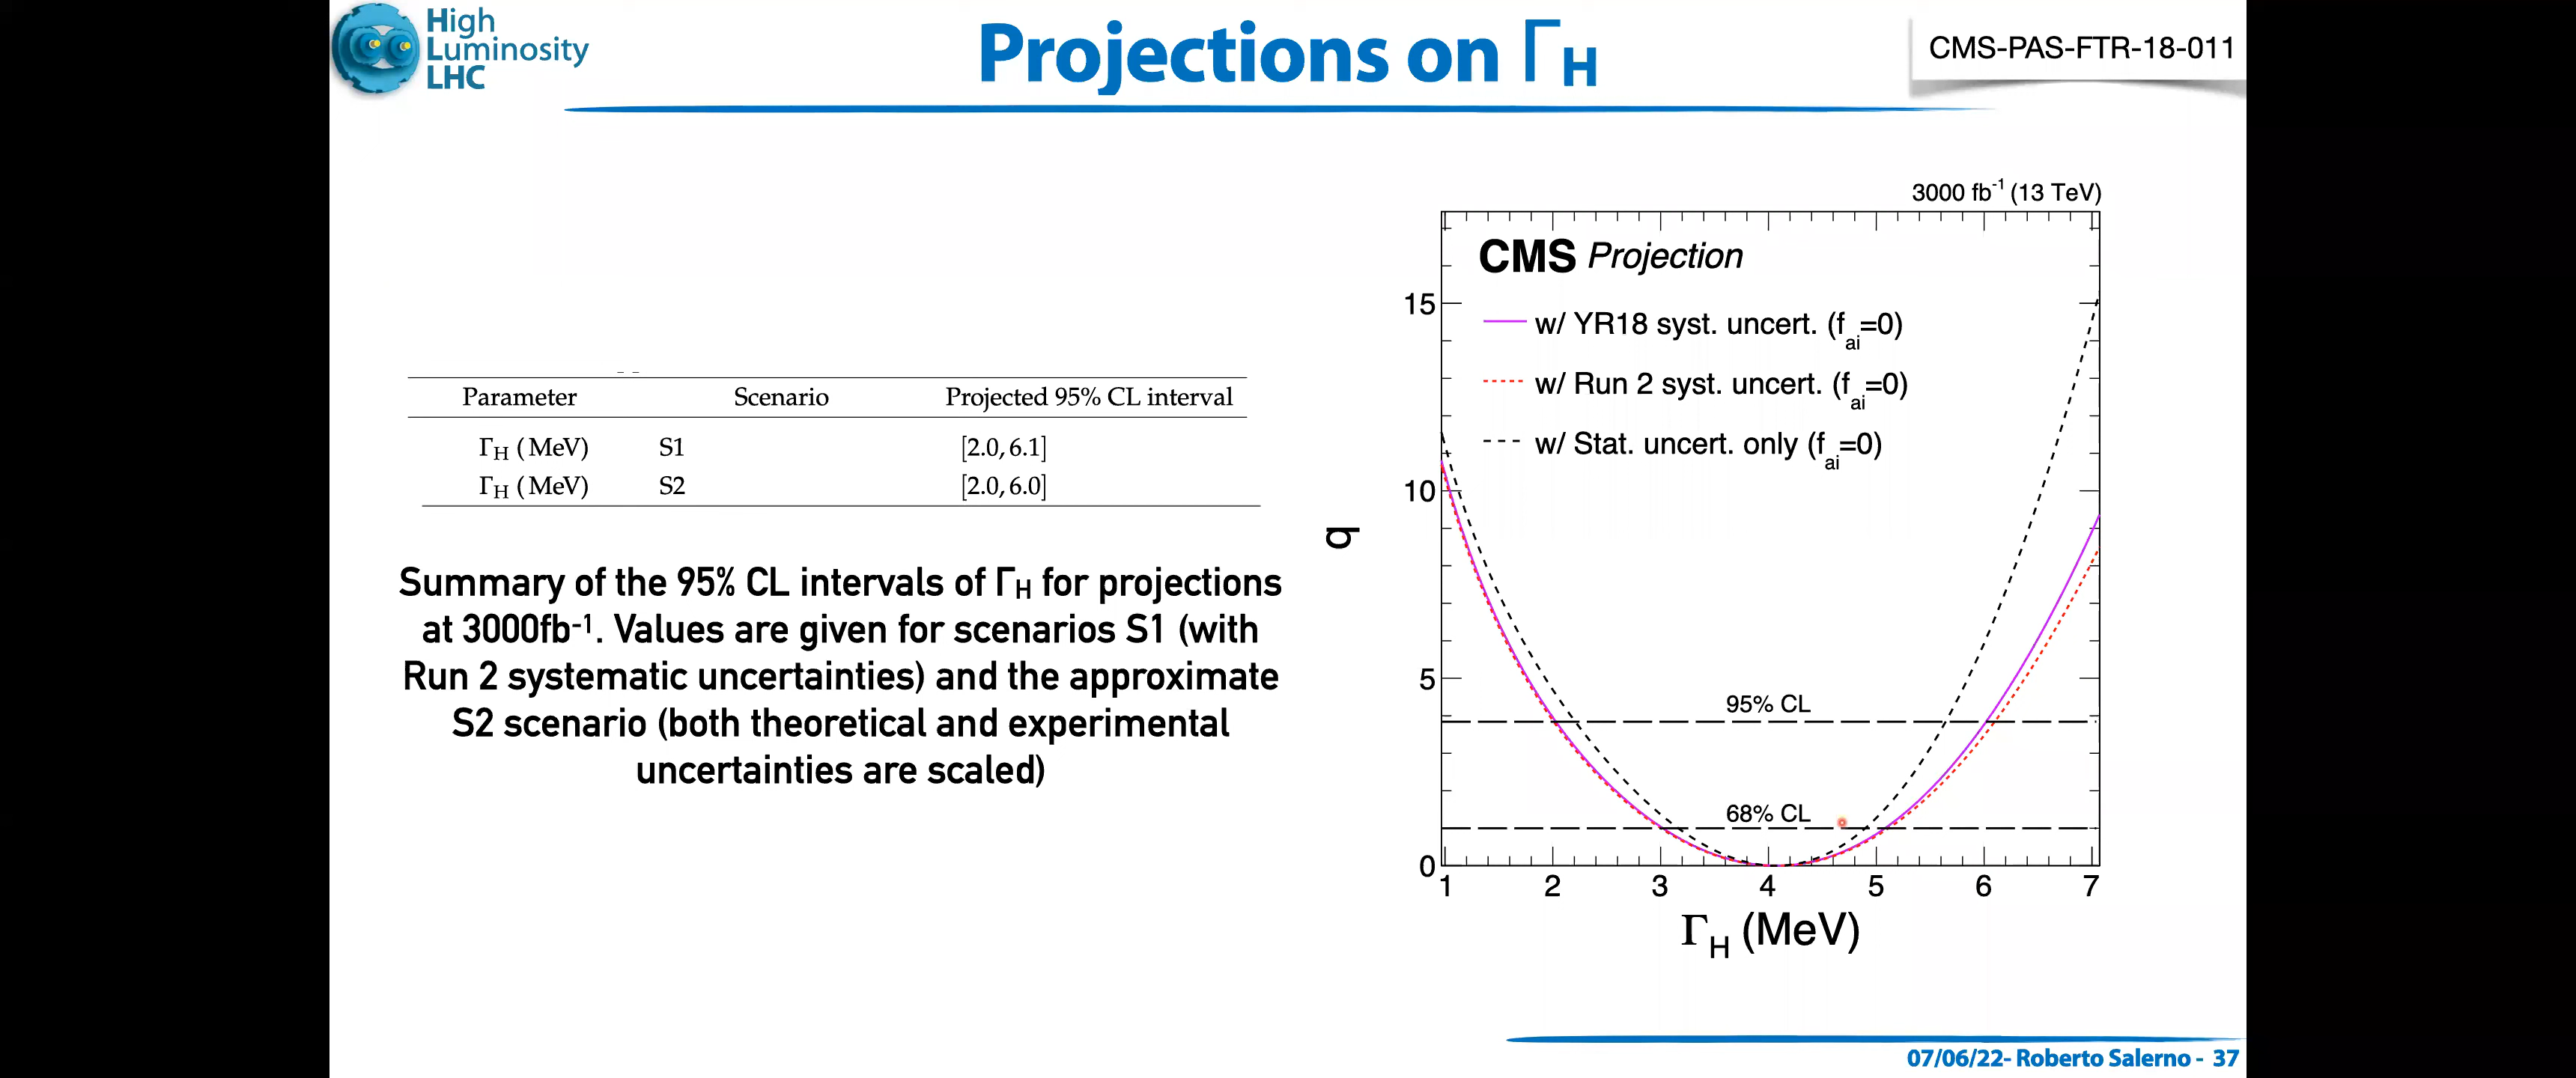 High
Luminosity
LHC
Projections on ΓH
CMS-PAS-FTR-18-011
Parameter Scenario Projected 95% CL interval
ΓH (MeV) S1 [2.0, 6.1]
ΓH (MeV) S2 [2.0, 6.0]
Summary of the 95% CL intervals of ΓH for projections
at 3000fb-1. Values are given for scenarios S1 (with
Run 2 systematic uncertainties) and the approximate
S2 scenario (both theoretical and experimental
uncertainties are scaled)
3000 fb-1 (13 TeV)
CMS Projection
w/ YR18 syst. uncert. (fai=0)
w/ Run 2 syst. uncert. (fai=0)
w/ Stat. uncert. only (fai=0)
15
10
5
0
q
95% CL
68% CL
1 2 3 4 5 6 7
ΓH (MeV)
07/06/22- Roberto Salerno - 37